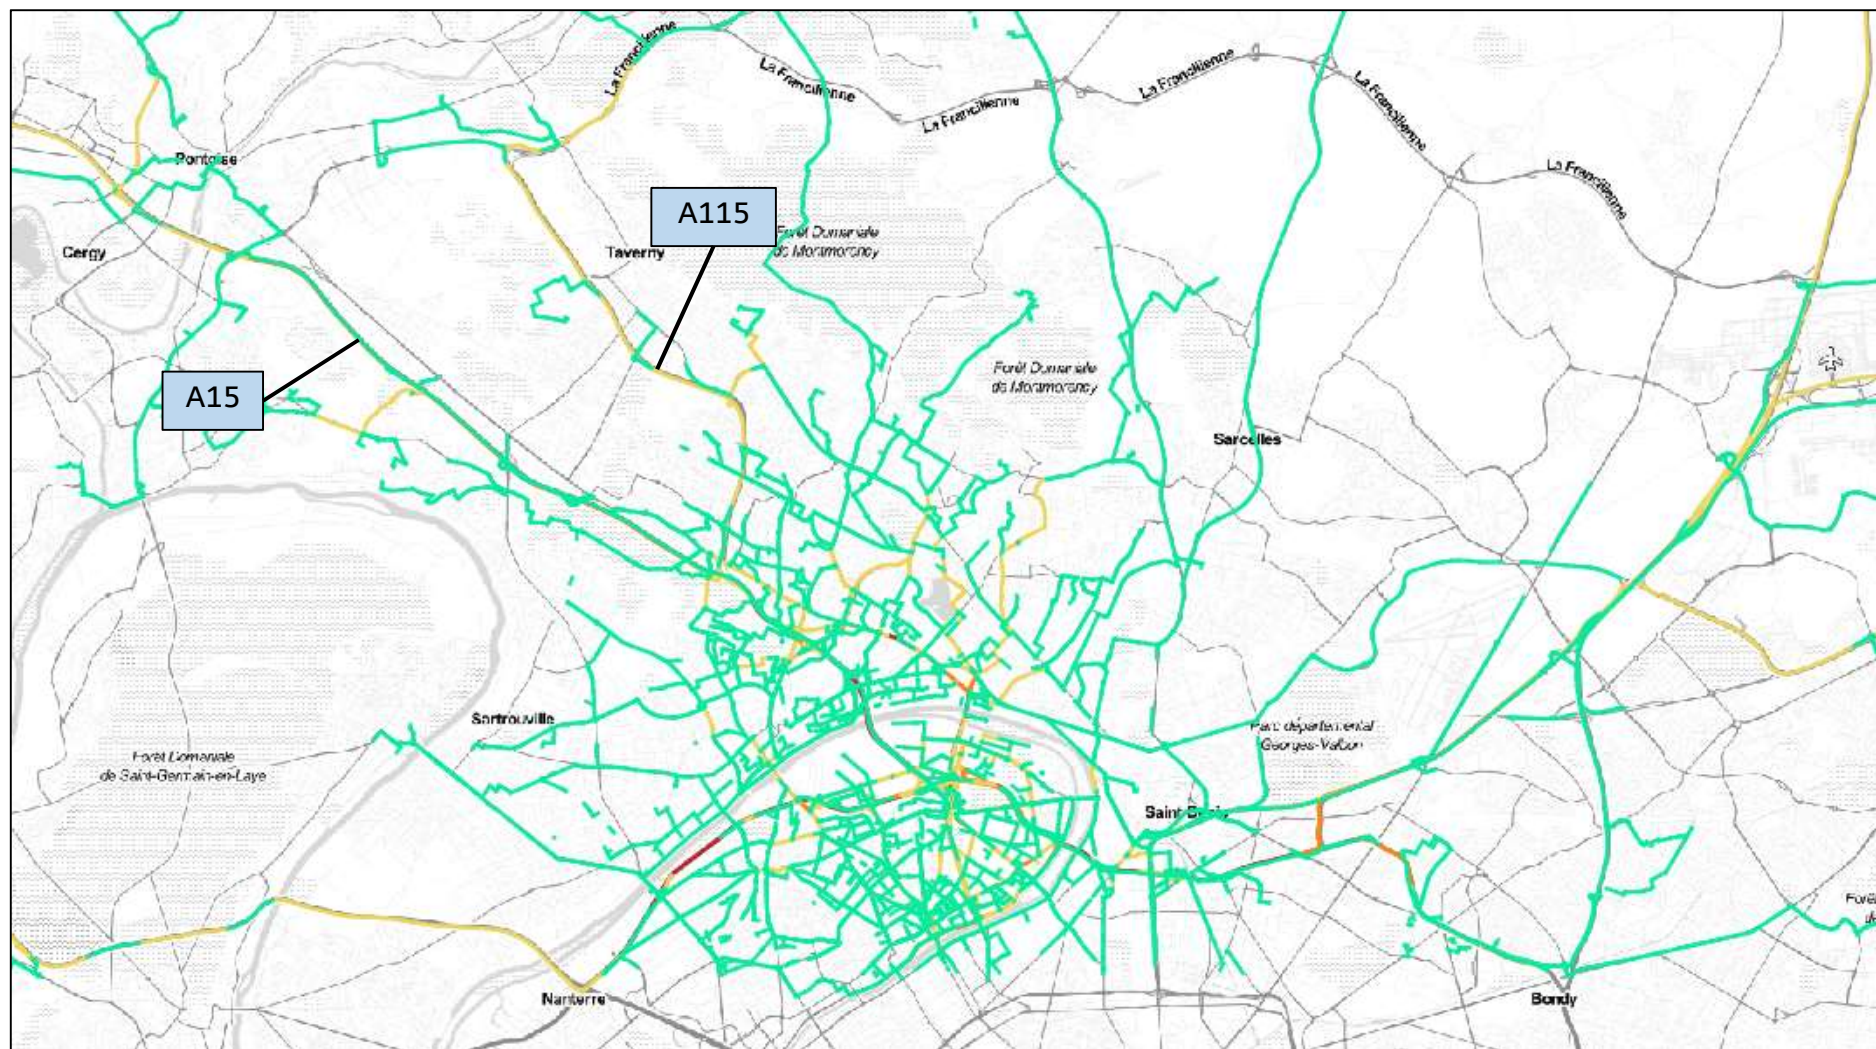 La Francilienne
La Francilienne
La Francilienne
La Francilienne
La Francilienne
La Francilienne
Pontoise
A115
Cergy
Taverny
Forêt Domaniale
de Montmorency
A15
Forêt Domaniale
de Montmorency
Sarcelles
Sartrouville
Forêt Domaniale
de Saint-Germain-en-Laye
Parc départemental
Georges-Valbon
Saint-Denis
Forê
de
Nanterre
Bondy